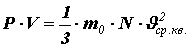 P · V = 1/3 · m₀ · N · ϑ²ср.кв.